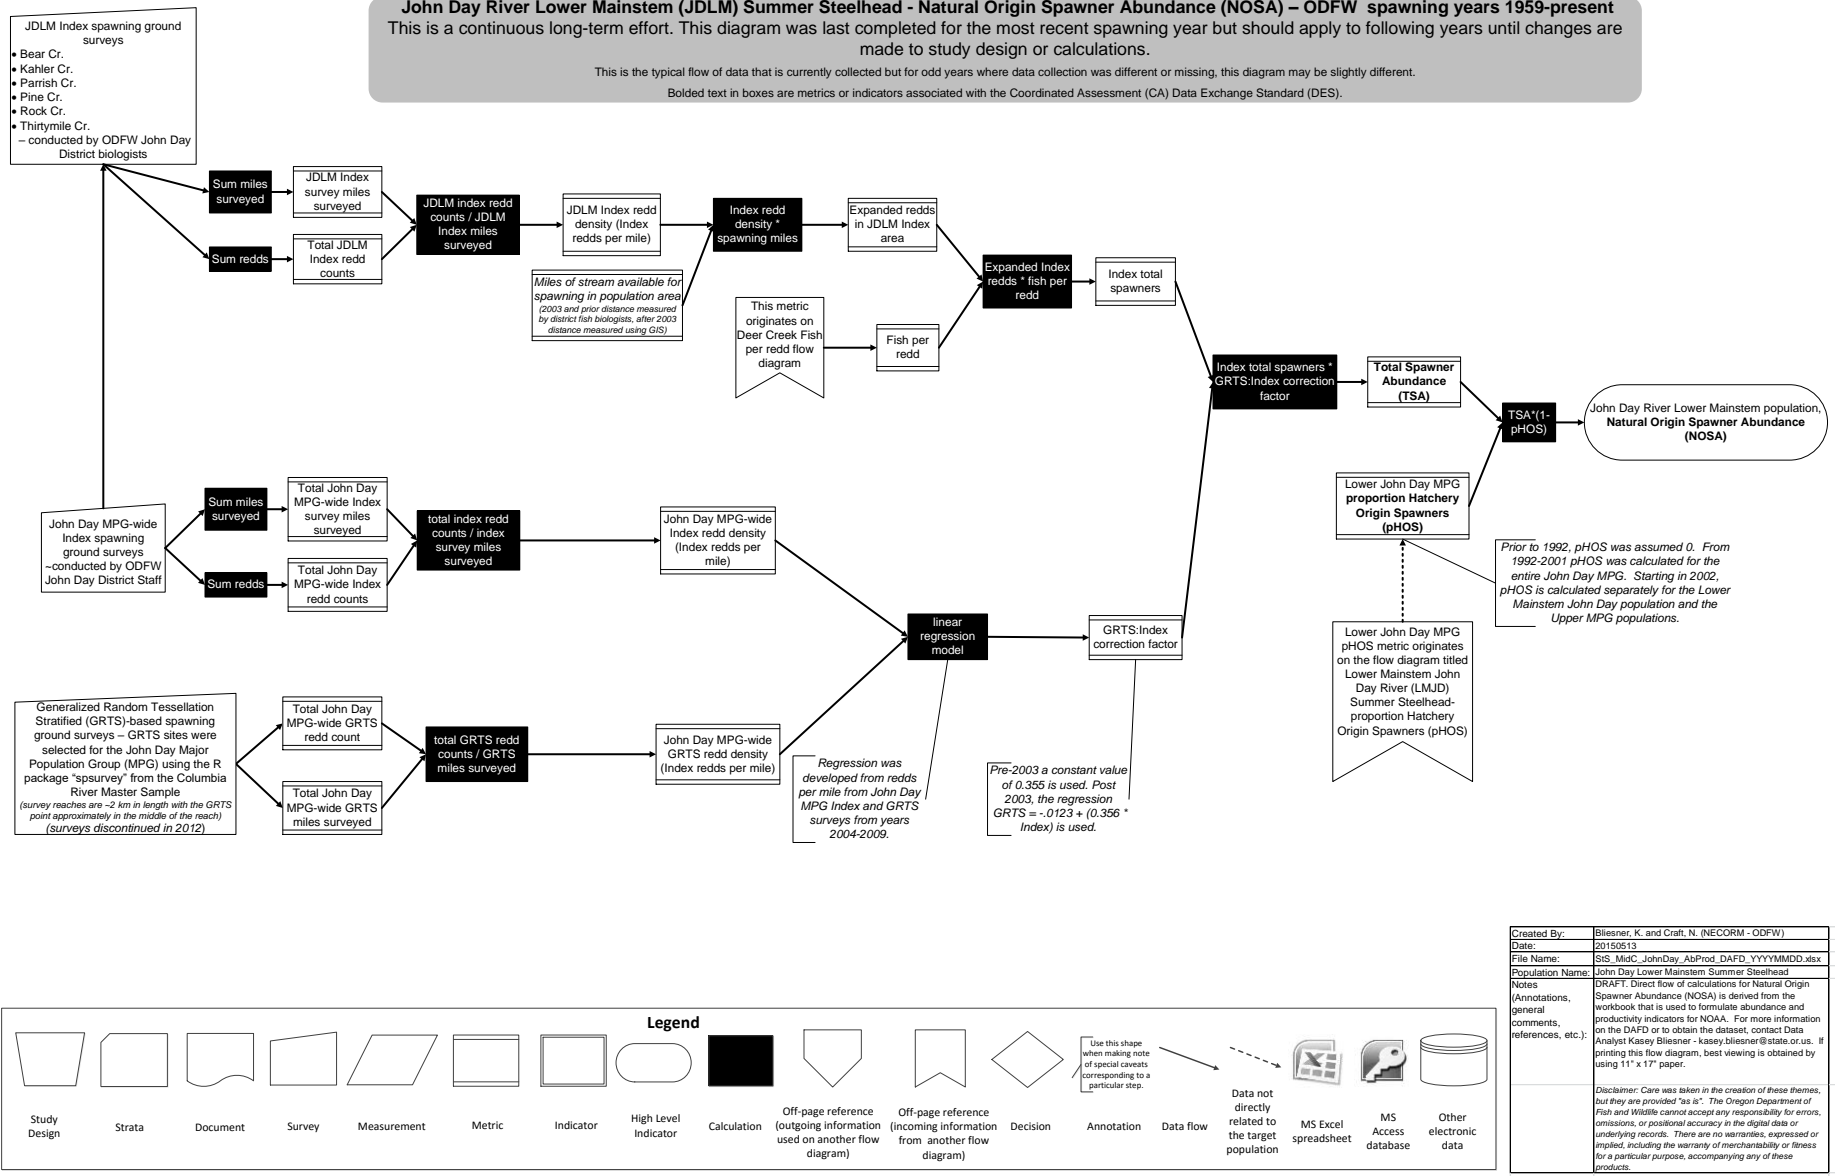 John Day River Lower Mainstem (JDLM) Summer Steelhead - Natural Origin Spawner Abundance (NOSA) – ODFW spawning years 1959-present
This is a continuous long-term effort. This diagram was last completed for the most recent spawning year but should apply to following years until changes are
made to study design or calculations.
This is the typical flow of data that is currently collected but for odd years where data collection was different or missing, this diagram may be slightly different.
Bolded text in boxes are metrics or indicators associated with the Coordinated Assessment (CA) Data Exchange Standard (DES).
JDLM Index spawning ground
surveys
• Bear Cr.
• Kahler Cr.
• Parrish Cr.
• Pine Cr.
• Rock Cr.
• Thirtymile Cr.
– conducted by ODFW John Day
District biologists
Sum miles
surveyed
JDLM Index
survey miles
surveyed
Sum redds
Total JDLM
Index redd
counts
JDLM index redd
counts / JDLM
Index miles
surveyed
JDLM Index redd
density (Index
redds per mile)
Miles of stream available for
spawning in population area
(2003 and prior distance measured
by district fish biologists, after 2003
distance measured using GIS)
Index redd
density *
spawning miles
Expanded redds
in JDLM Index
area
This metric
originates on
Deer Creek Fish
per redd flow
diagram
Fish per
redd
Expanded Index
redds * fish per
redd
Index total
spawners
Index total spawners *
GRTS:Index correction
factor
Total Spawner
Abundance
(TSA)
TSA*(1-
pHOS)
John Day River Lower Mainstem population,
Natural Origin Spawner Abundance
(NOSA)
Lower John Day MPG
proportion Hatchery
Origin Spawners
(pHOS)
Prior to 1992, pHOS was assumed 0. From
1992-2001 pHOS was calculated for the
entire John Day MPG. Starting in 2002,
pHOS is calculated separately for the Lower
Mainstem John Day population and the
Upper MPG populations.
Lower John Day MPG
pHOS metric originates
on the flow diagram titled
Lower Mainstem John
Day River (LMJD)
Summer Steelhead-
proportion Hatchery
Origin Spawners (pHOS)
John Day MPG-wide
Index spawning
ground surveys
~conducted by ODFW
John Day District Staff
Sum miles
surveyed
Total John Day
MPG-wide Index
survey miles
surveyed
Sum redds
Total John Day
MPG-wide Index
redd counts
total index redd
counts / index
survey miles
surveyed
John Day MPG-wide
Index redd density
(Index redds per
mile)
linear
regression
model
GRTS:Index
correction factor
Generalized Random Tessellation
Stratified (GRTS)-based spawning
ground surveys – GRTS sites were
selected for the John Day Major
Population Group (MPG) using the R
package “spsurvey” from the Columbia
River Master Sample
(survey reaches are ~2 km in length with the GRTS
point approximately in the middle of the reach)
(surveys discontinued in 2012)
Total John Day
MPG-wide GRTS
redd count
Total John Day
MPG-wide GRTS
miles surveyed
total GRTS redd
counts / GRTS
miles surveyed
John Day MPG-wide
GRTS redd density
(Index redds per mile)
Regression was
developed from redds
per mile from John Day
MPG Index and GRTS
surveys from years
2004-2009.
Pre-2003 a constant value
of 0.355 is used. Post
2003, the regression
GRTS = -.0123 + (0.356 *
Index) is used.
Created By: Bliesner, K. and Craft, N. (NECORM - ODFW)
Date: 20150513
File Name: StS_MidC_JohnDay_AbProd_DAFD_YYYYMMDD.xlsx
Population Name: John Day Lower Mainstem Summer Steelhead
Notes
(Annotations,
general
comments,
references, etc.):
DRAFT. Direct flow of calculations for Natural Origin
Spawner Abundance (NOSA) is derived from the
workbook that is used to formulate abundance and
productivity indicators for NOAA. For more information
on the DAFD or to obtain the dataset, contact Data
Analyst Kasey Bliesner - kasey.bliesner@state.or.us. If
printing this flow diagram, best viewing is obtained by
using 11" x 17" paper.
Disclaimer: Care was taken in the creation of these themes,
but they are provided "as is". The Oregon Department of
Fish and Wildlife cannot accept any responsibility for errors,
omissions, or positional accuracy in the digital data or
underlying records. There are no warranties, expressed or
implied, including the warranty of merchantability or fitness
for a particular purpose, accompanying any of these
products.
Legend
Study
Design
Strata
Document
Survey
Measurement
Metric
Indicator
High Level
Indicator
Calculation
Off-page reference
(outgoing information
used on another flow
diagram)
Off-page reference
(incoming information
from another flow
diagram)
Decision
Use this shape
when making note
of special caveats
corresponding to a
particular step.
Annotation
Data flow
Data not
directly
related to
the target
population
MS Excel
spreadsheet
MS
Access
database
Other
electronic
data